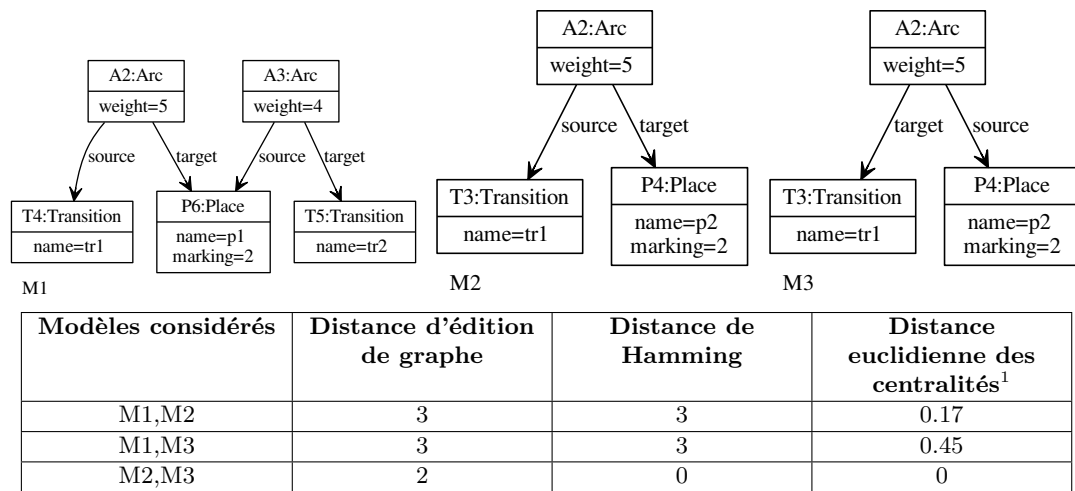 A2:Arc
weight=5
A3:Arc
weight=4
source
target
source
target
T4:Transition
name=tr1
P6:Place
name=p1
marking=2
T5:Transition
name=tr2
M1
A2:Arc
weight=5
source
target
T3:Transition
name=tr1
P4:Place
name=p2
marking=2
M2
A2:Arc
weight=5
target
source
T3:Transition
name=tr1
P4:Place
name=p2
marking=2
M3
Modèles considérés Distance d'édition Distance de Distance
de graphe Hamming euclidienne des
centralités¹
M1,M2 3 3 0.17
M1,M3 3 3 0.45
M2,M3 2 0 0